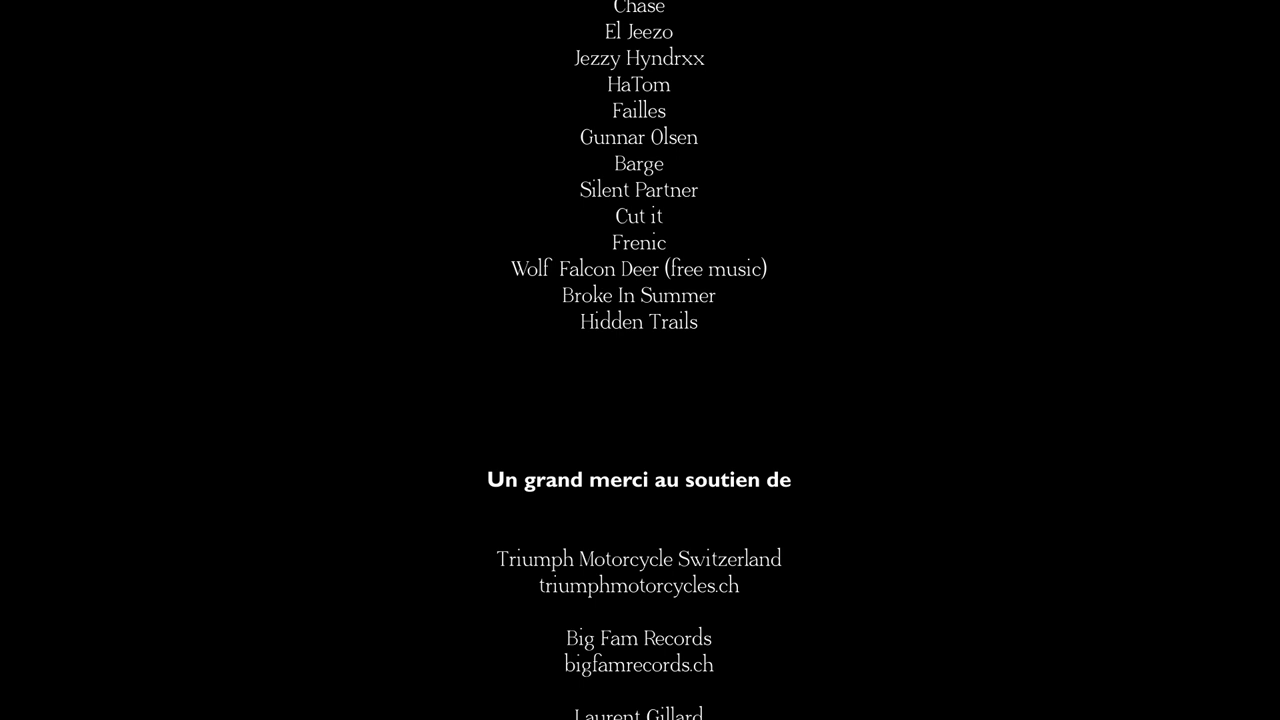 Chase
El Jeezo
Jezzy Hyndrxx
HaTom
Failles
Gunnar Olsen
Barge
Silent Partner
Cut it
Frenic
Wolf Falcon Deer (free music)
Broke In Summer
Hidden Trails
Un grand merci au soutien de
Triumph Motorcycle Switzerland
triumphmotorcycles.ch
Big Fam Records
bigfamrecords.ch
Laurent Gillard